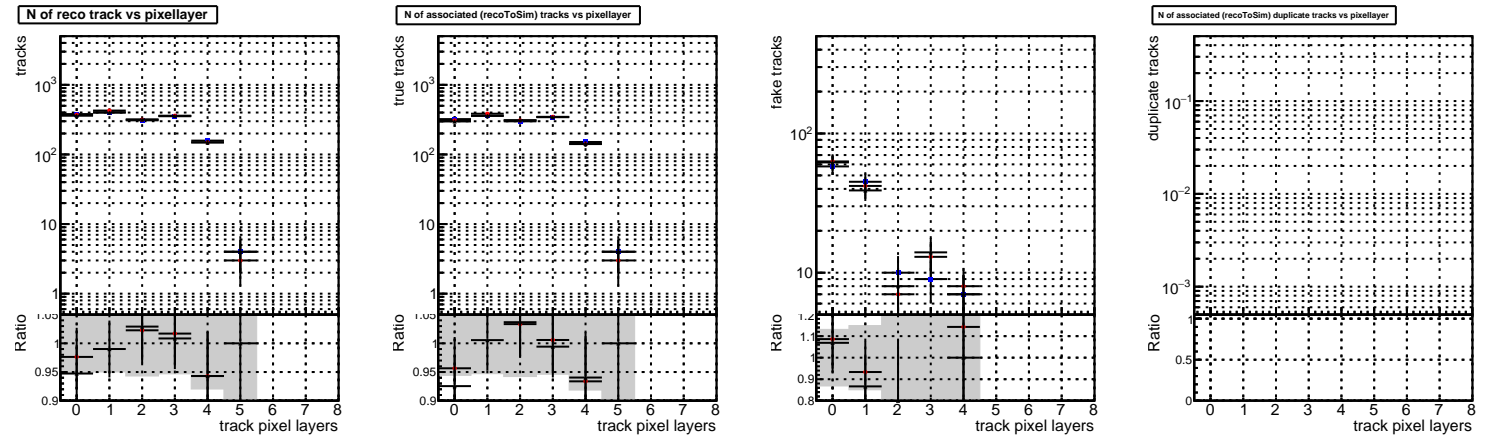 N of reco track vs pixellayer
tracks
10³
10²
10
1
Ratio
1.05
1
0.95
0.9
0 1 2 3 4 5 6 7 8
track pixel layers
N of associated (recoToSim) tracks vs pixellayer
true tracks
10³
10²
10
1
Ratio
1.05
1
0.95
0.9
0 1 2 3 4 5 6 7 8
track pixel layers
fake tracks
10²
10
Ratio
1.2
1.1
1
0.9
0.8
0 1 2 3 4 5 6 7 8
track pixel layers
N of associated (recoToSim) duplicate tracks vs pixellayer
duplicate tracks
10⁻¹
10⁻²
10⁻³
Ratio
1
0.5
0
0 1 2 3 4 5 6 7 8
track pixel layers